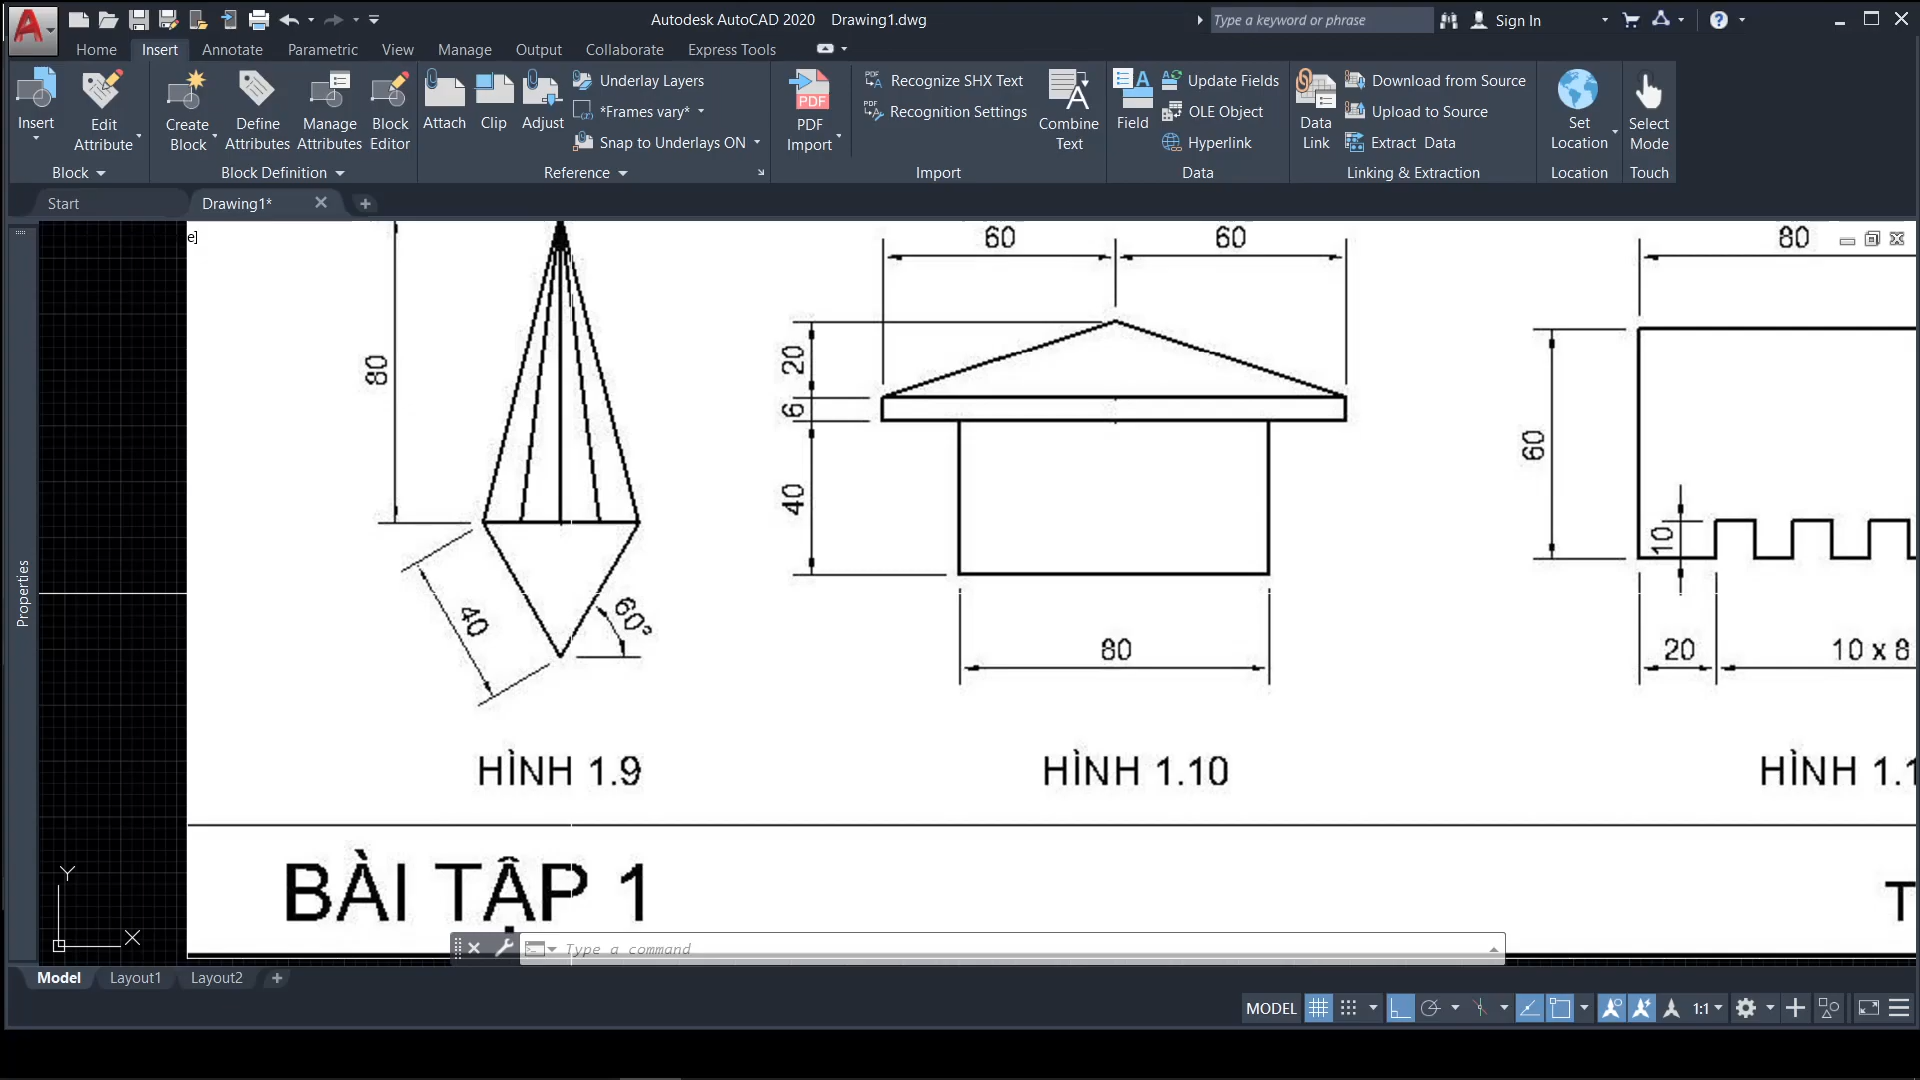 Autodesk AutoCAD 2020 Drawing1.dwg
Type a keyword or phrase
Sign In
Home Insert Annotate Parametric View Manage Output Collaborate Express Tools
Insert
Edit Attribute
Create Block
Define Attributes
Manage Attributes
Block Editor
Attach
Clip
Adjust
Underlay Layers
*Frames vary*
Snap to Underlays ON
PDF
PDF Import
Recognize SHX Text
Recognition Settings
Combine Text
Field
Update Fields
OLE Object
Hyperlink
Data Link
Download from Source
Upload to Source
Extract Data
Set Location
Select Mode
Block
Block Definition
Reference
Import
Data
Linking & Extraction
Location
Touch
Start
Drawing1*
e]
Properties
80
40
60°
HÌNH 1.9
60 60
20
6
40
80
HÌNH 1.10
80
60
10
20
10 x 8
HÌNH 1.1
BÀI TẬP 1
T
Y
X
Type a command
Model Layout1 Layout2
MODEL
1:1